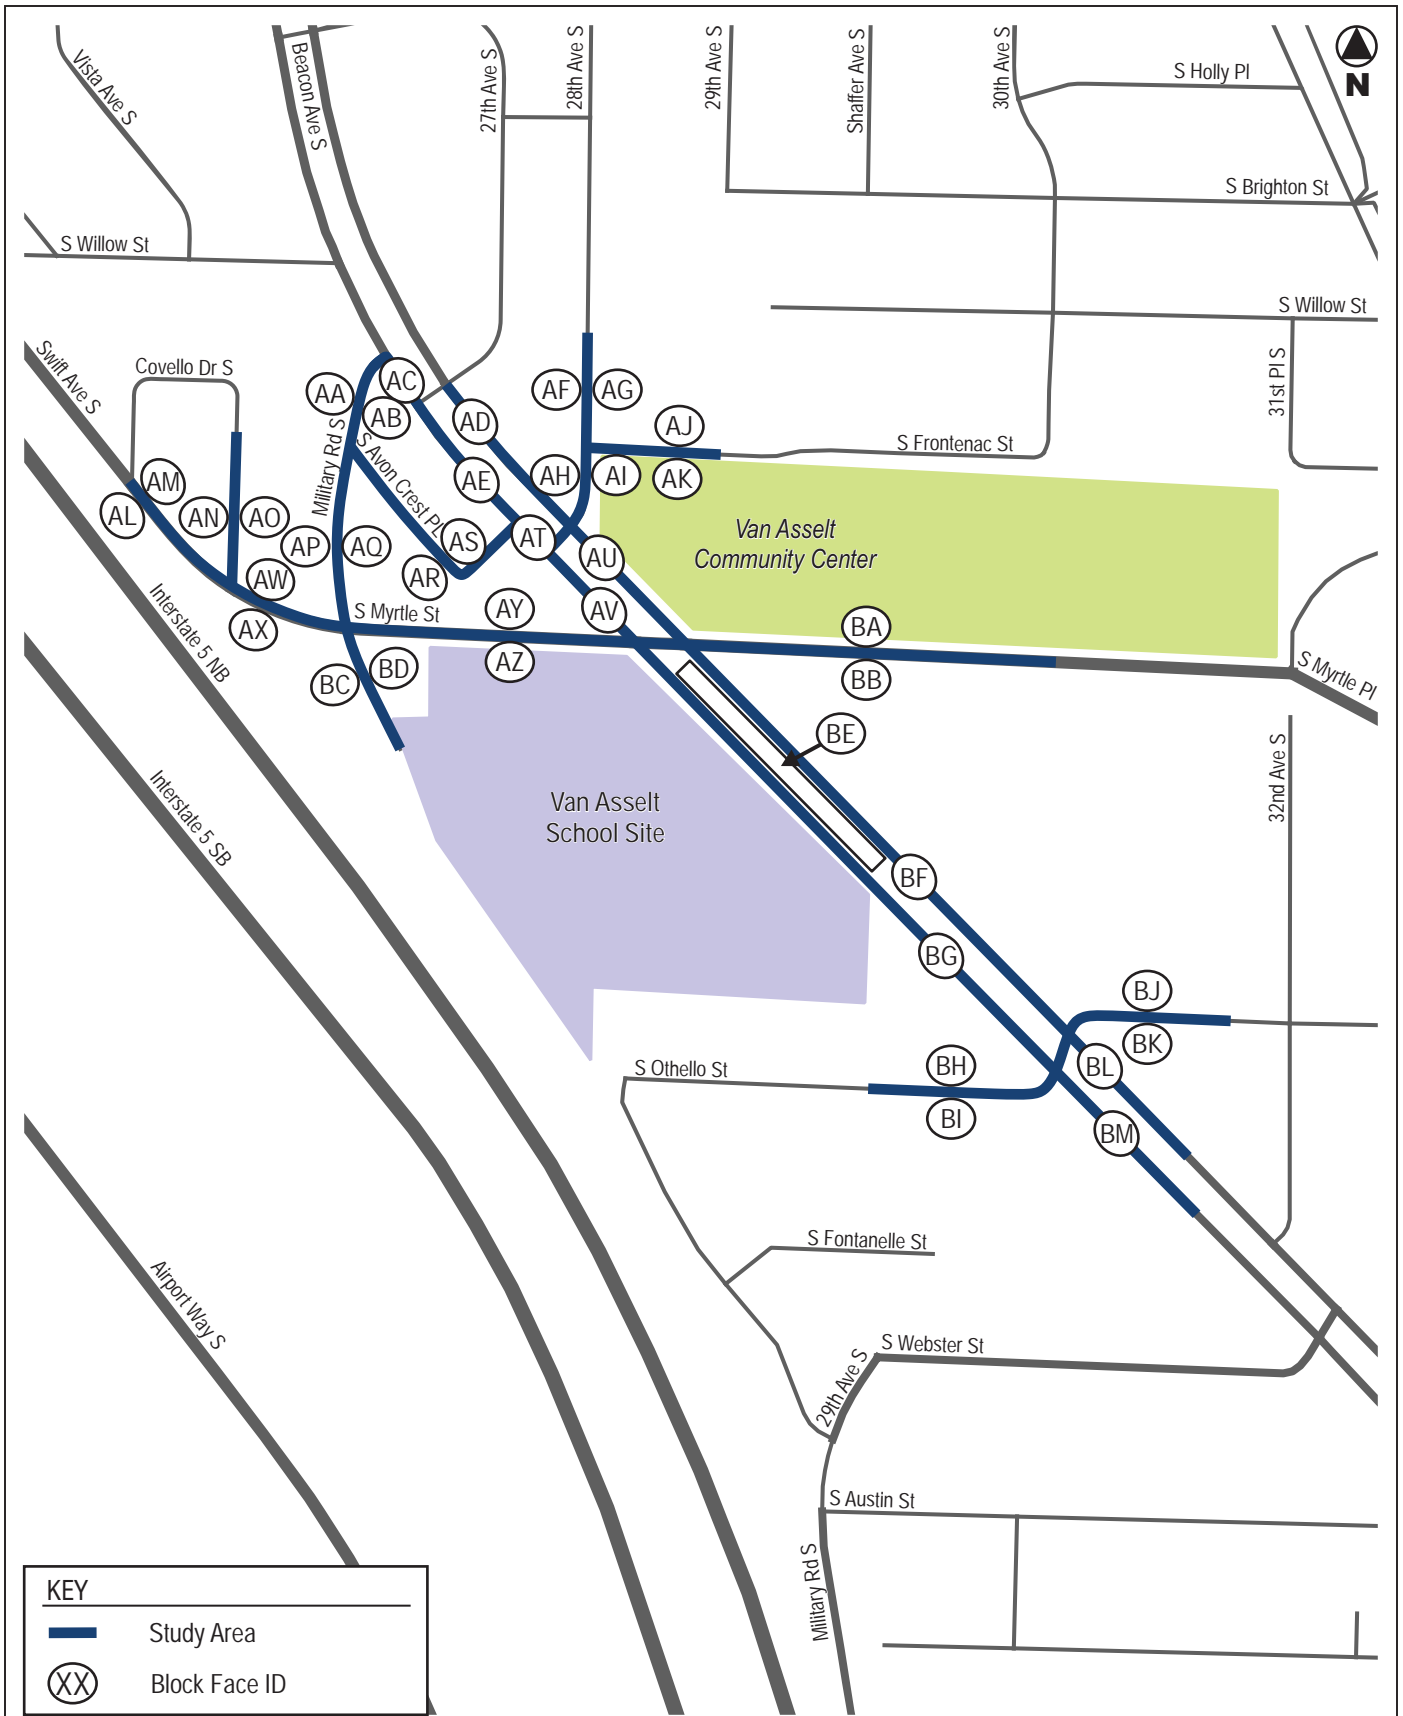 Vista Ave S
Beacon Ave S
27th Ave S
28th Ave S
29th Ave S
Shaffer Ave S
30th Ave S
S Holly Pl
N
S Brighton St
S Willow St
S Willow St
31st Pl S
Swift Ave S
Covello Dr S
AA
AC
AB
AD
AF
AG
AJ
S Frontenac St
Military Rd S
S Avon Crest PL
AE
AH
AI
AK
AM
AL
AN
AO
AP
AQ
AS
AT
AR
AU
Van Asselt
Community Center
AW
AX
AV
S Myrtle St
AY
AZ
BA
BB
S Myrtle Pl
Interstate 5 NB
BC
BD
BE
Interstate 5 SB
Van Asselt
School Site
32nd Ave S
BF
BG
BJ
BK
BH
BI
BL
BM
S Othello St
S Fontanelle St
Airport Way S
S Webster St
29th Ave S
S Austin St
Military Rd S
KEY
Study Area
XX
Block Face ID